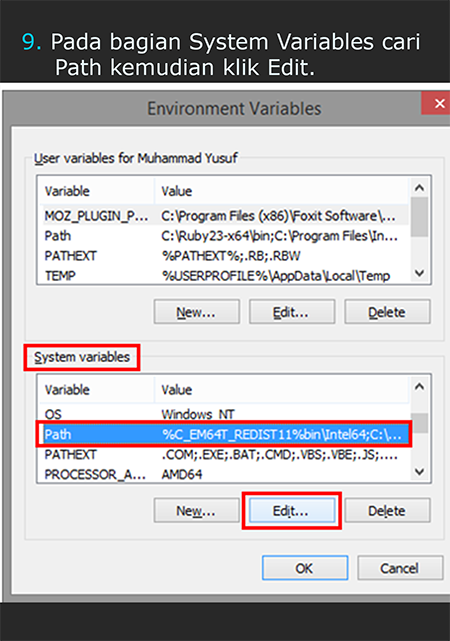 9. Pada bagian System Variables cari
Path kemudian klik Edit.
Environment Variables
User variables for Muhammad Yusuf
Variable Value
MOZ_PLUGIN_P... C:\Program Files (x86)\Foxit Software\...
Path C:\Ruby23-x64\bin;C:\Program Files\In...
PATHEXT %PATHEXT%;.RB;.RBW
TEMP %USERPROFILE%\AppData\Local\Temp
New... Edit... Delete
System variables
Variable Value
OS Windows_NT
Path %C_EM64T_REDIST11%bin\Intel64;C:\...
PATHEXT .COM;.EXE;.BAT;.CMD;.VBS;.VBE;.JS;....
PROCESSOR_A... AMD64
New... Edit... Delete
OK Cancel